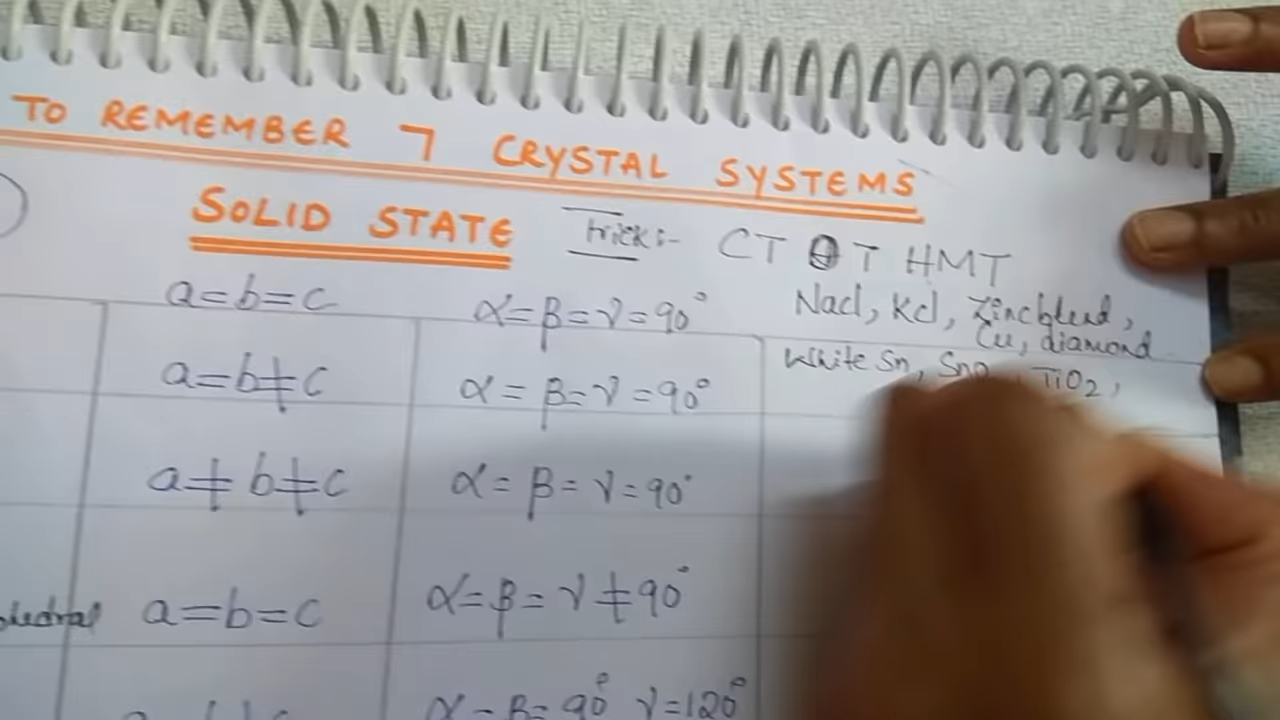 TO REMEMBER 7 CRYSTAL SYSTEMS
SOLID STATE Trick:- CT O T HMT
a=b=c α=β=γ=90° Nacl, Kcl, Zincblend,
Cu, diamond
a=b≠c α=β=γ=90° White Sn, TiO2,
a≠b≠c α=β=γ=90°
a=b=c α=β=γ≠90°
α=β=90° γ=120°